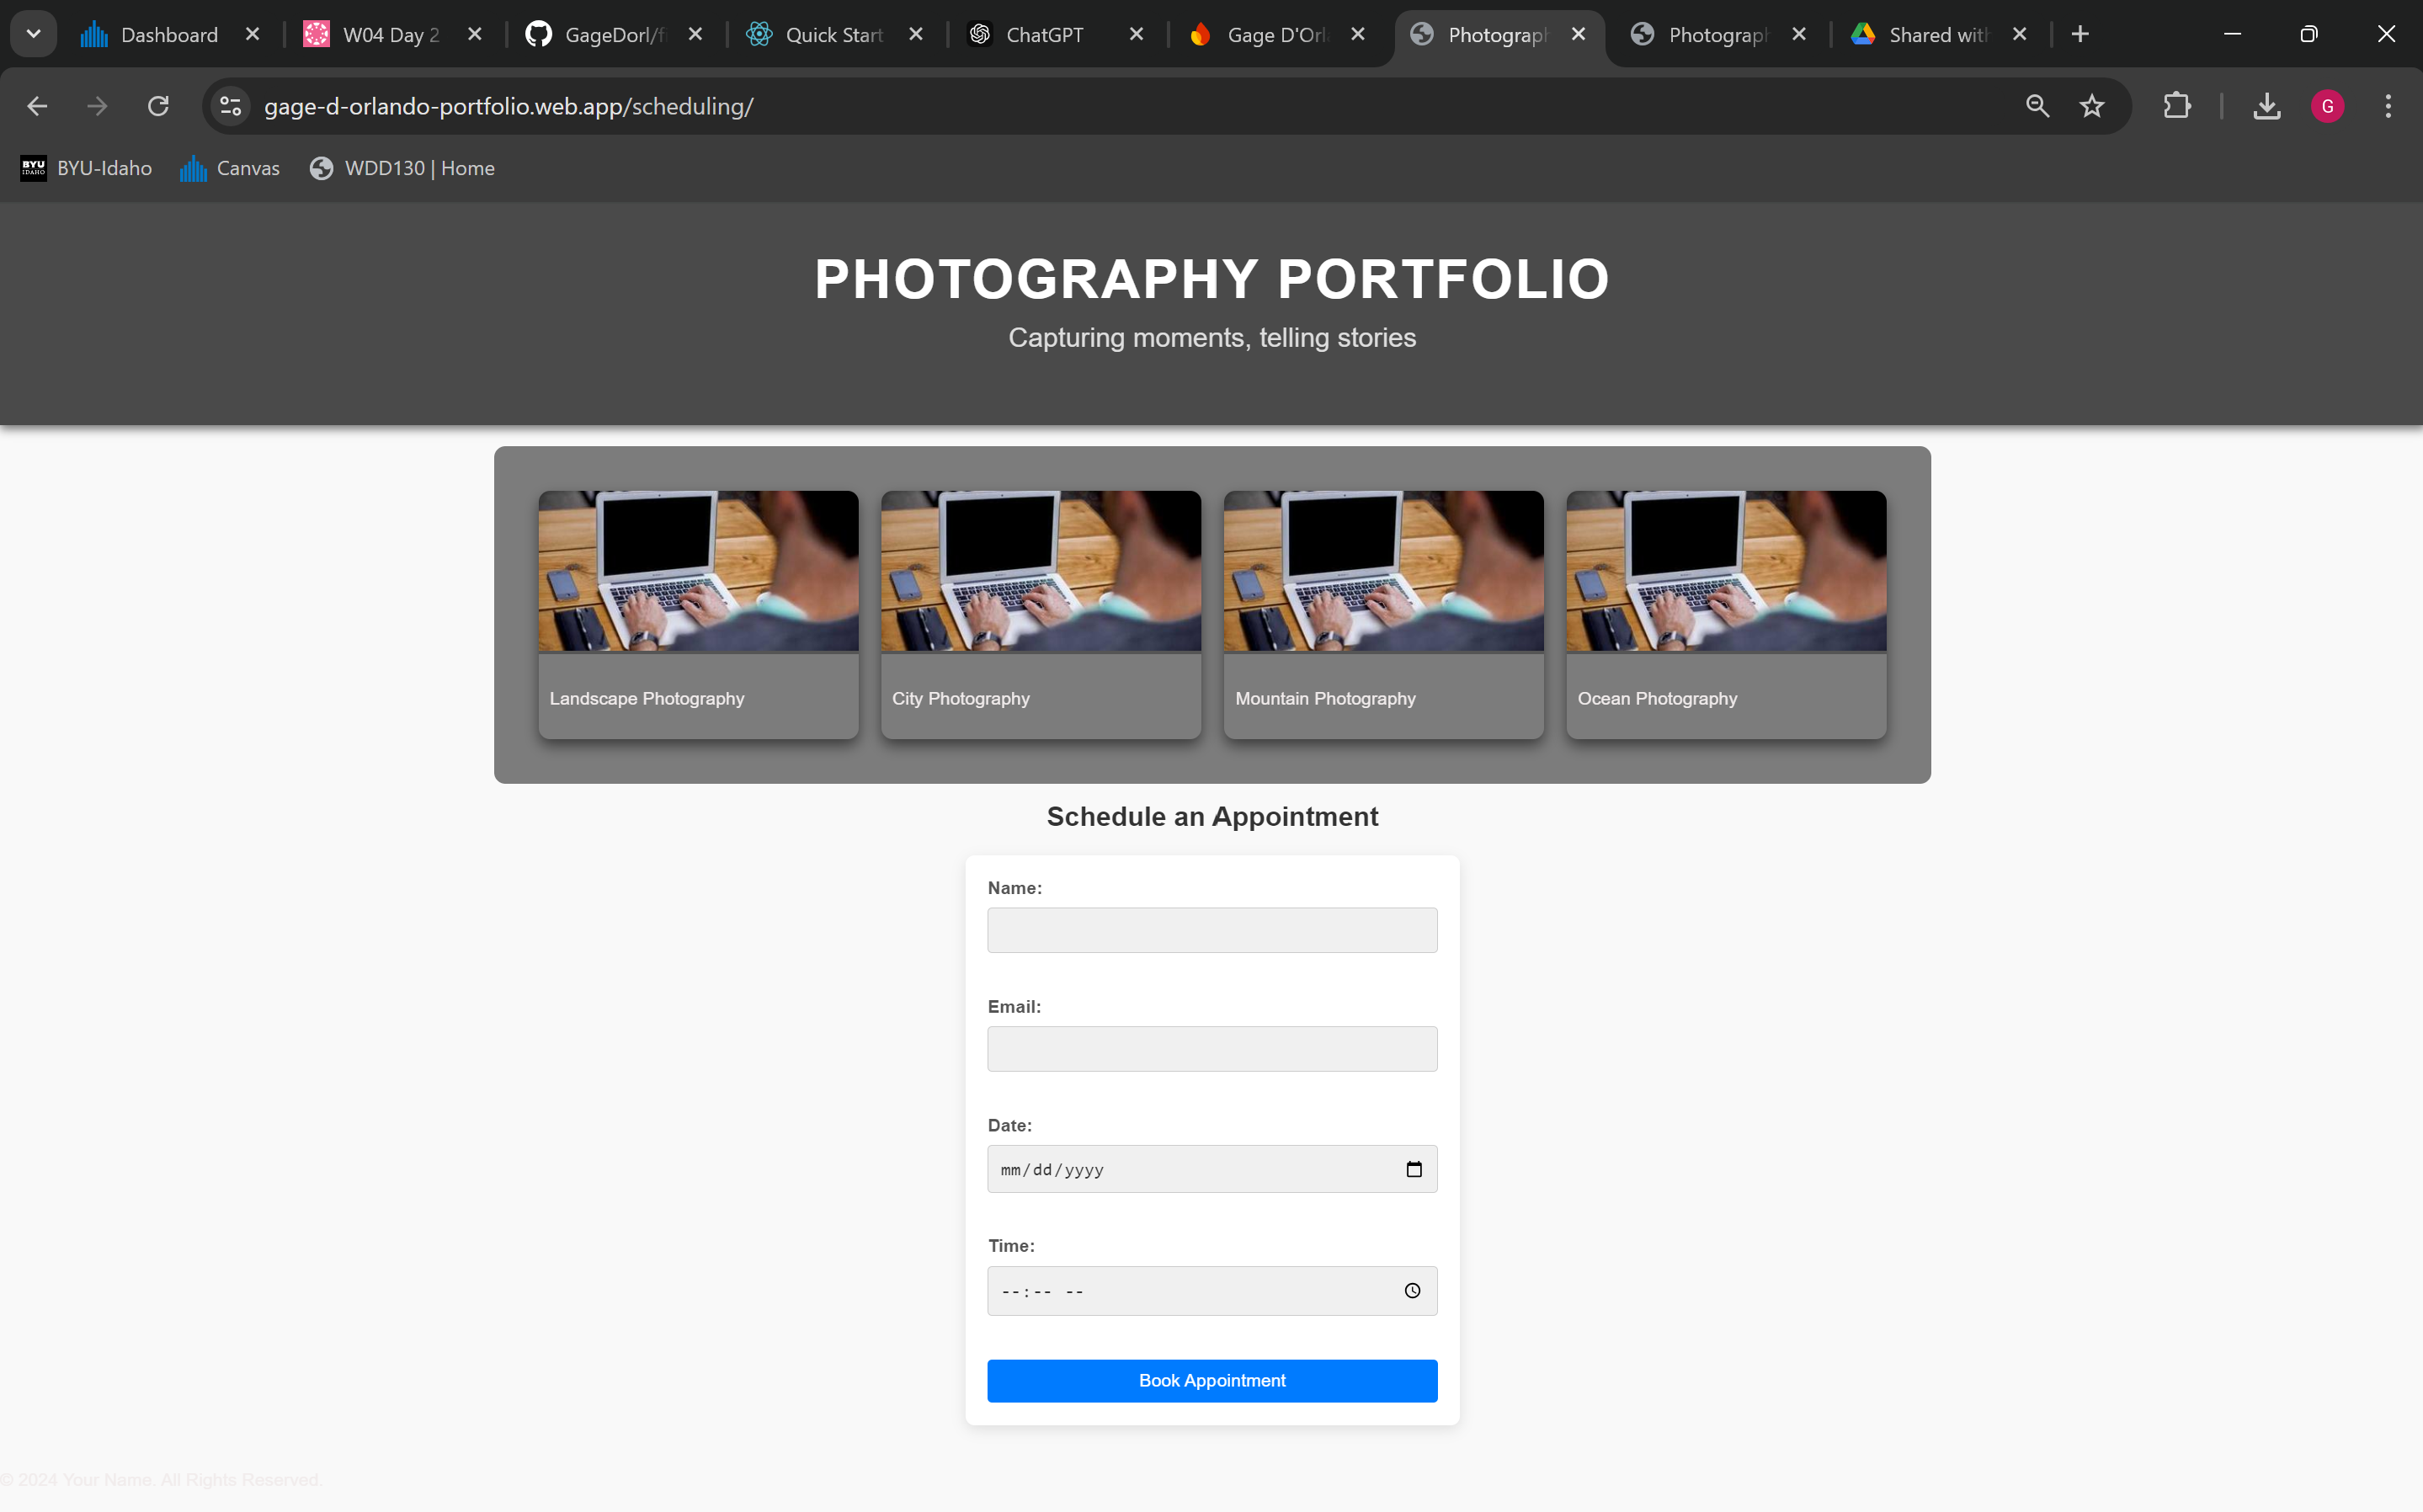 Dashboard W04 Day 2 GageDorl/f Quick Start ChatGPT Gage D'Orl Photograph Photograph Shared with
gage-d-orlando-portfolio.web.app/scheduling/ G
BYU IDAHO BYU-Idaho Canvas WDD130 | Home
PHOTOGRAPHY PORTFOLIO
Capturing moments, telling stories
Landscape Photography City Photography Mountain Photography Ocean Photography
Schedule an Appointment
Name:
Email:
Date:
mm/dd/yyyy
Time:
--:-- --
Book Appointment
© 2024 Your Name. All Rights Reserved.